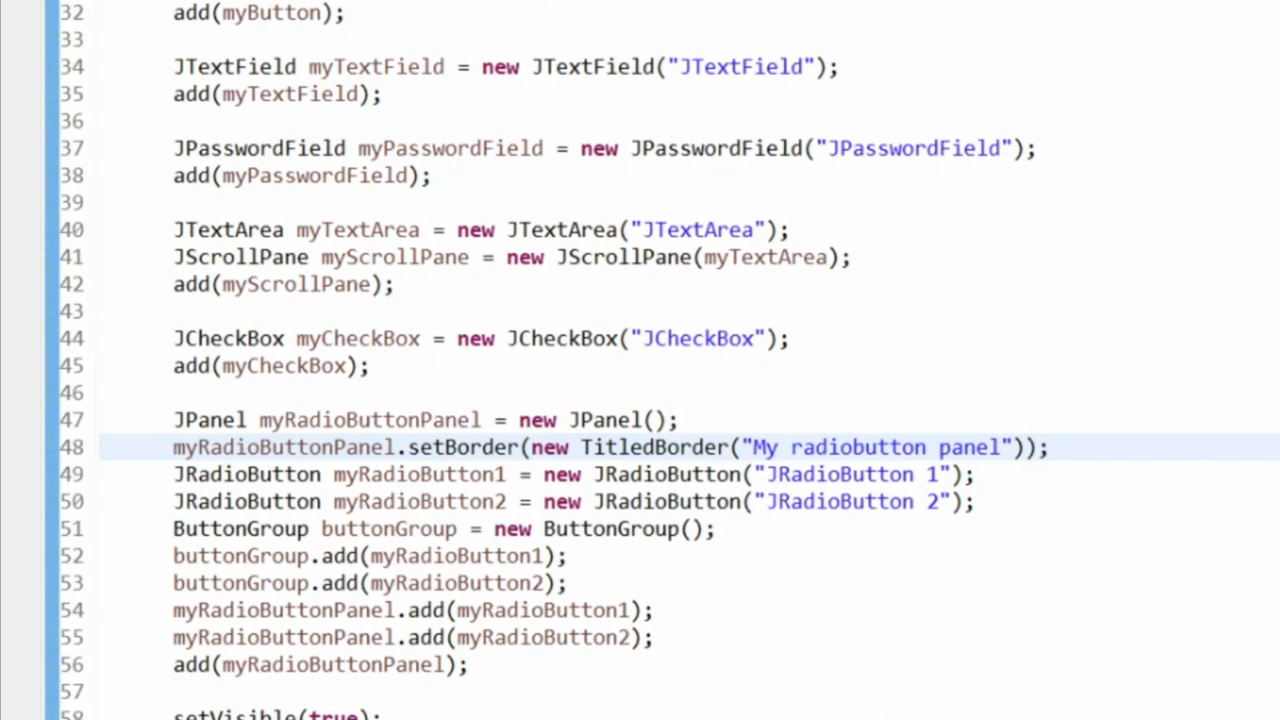 32 add(myButton);
33
34 JTextField myTextField = new JTextField("JTextField");
35 add(myTextField);
36
37 JPasswordField myPasswordField = new JPasswordField("JPasswordField");
38 add(myPasswordField);
39
40 JTextArea myTextArea = new JTextArea("JTextArea");
41 JScrollPane myScrollPane = new JScrollPane(myTextArea);
42 add(myScrollPane);
43
44 JCheckBox myCheckBox = new JCheckBox("JCheckBox");
45 add(myCheckBox);
46
47 JPanel myRadioButtonPanel = new JPanel();
48 myRadioButtonPanel.setBorder(new TitledBorder("My radiobutton panel"));
49 JRadioButton myRadioButton1 = new JRadioButton("JRadioButton 1");
50 JRadioButton myRadioButton2 = new JRadioButton("JRadioButton 2");
51 ButtonGroup buttonGroup = new ButtonGroup();
52 buttonGroup.add(myRadioButton1);
53 buttonGroup.add(myRadioButton2);
54 myRadioButtonPanel.add(myRadioButton1);
55 myRadioButtonPanel.add(myRadioButton2);
56 add(myRadioButtonPanel);
57
58 setVisible(true);